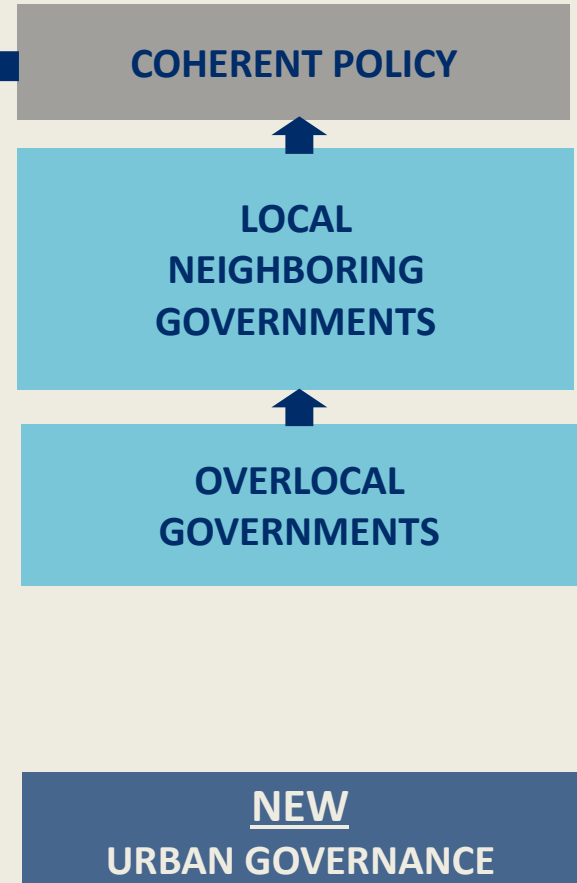 COHERENT POLICY
LOCAL
NEIGHBORING
GOVERNMENTS
OVERLOCAL
GOVERNMENTS
NEW
URBAN GOVERNANCE